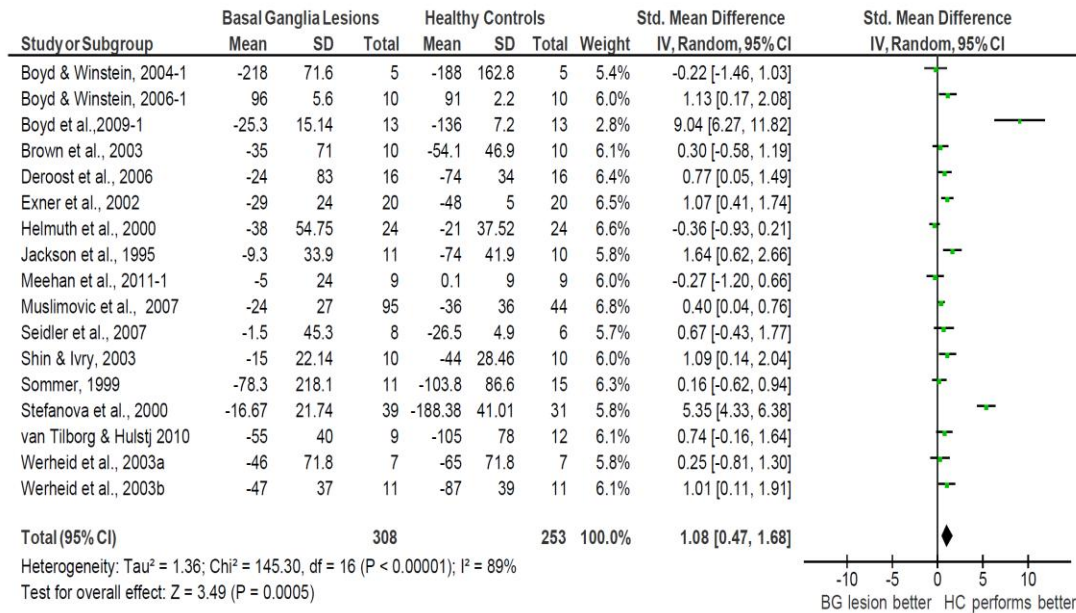 Basal Ganglia Lesions Healthy Controls Std. Mean Difference Std. Mean Difference
Study or Subgroup Mean SD Total Mean SD Total Weight IV, Random, 95% CI IV, Random, 95% CI
Boyd & Winstein, 2004-1 -218 71.6 5 -188 162.8 5 5.4% -0.22 [-1.46, 1.03]
Boyd & Winstein, 2006-1 96 5.6 10 91 2.2 10 6.0% 1.13 [0.17, 2.08]
Boyd et al.,2009-1 -25.3 15.14 13 -136 7.2 13 2.8% 9.04 [6.27, 11.82]
Brown et al., 2003 -35 71 10 -54.1 46.9 10 6.1% 0.30 [-0.58, 1.19]
Deroost et al., 2006 -24 83 16 -74 34 16 6.4% 0.77 [0.05, 1.49]
Exner et al., 2002 -29 24 20 -48 5 20 6.4% 1.07 [0.41, 1.74]
Helmuth et al., 2000 -38 54.75 24 -21 37.52 24 6.6% -0.36 [-0.93, 0.21]
Jackson et al., 1995 -9.3 33.9 11 -74 41.9 10 5.8% 1.64 [0.62, 2.66]
Meehan et al., 2011-1 -5 24 9 0.1 9 9 6.0% -0.27 [-1.20, 0.66]
Muslimovic et al., 2007 -24 27 95 -36 36 44 6.8% 0.40 [0.04, 0.76]
Seidler et al., 2007 -1.5 45.3 8 -26.5 4.9 6 5.7% 0.67 [-0.43, 1.77]
Shin & Ivry, 2003 -15 22.14 10 -44 28.46 10 6.0% 1.09 [0.14, 2.04]
Sommer, 1999 -78.3 218.1 11 -103.8 86.6 15 6.3% 0.16 [-0.62, 0.94]
Stefanova et al., 2000 -16.67 21.74 39 -188.38 41.01 31 5.8% 5.35 [4.33, 6.38]
van Tilborg & Hulstj 2010 -55 40 9 -105 78 12 6.1% 0.74 [-0.16, 1.64]
Werheid et al., 2003a -46 71.8 7 -65 71.8 7 5.8% 0.25 [-0.81, 1.30]
Werheid et al., 2003b -47 37 11 -87 39 11 6.1% 1.01 [0.11, 1.91]
Total (95% CI) 308 253 100.0% 1.08 [0.47, 1.68]
Heterogeneity: Tau² = 1.36; Chi² = 145.30, df = 16 (P < 0.00001); I² = 89%
Test for overall effect: Z = 3.49 (P = 0.0005)
-10 -5 0 5 10
BG lesion better HC performs better